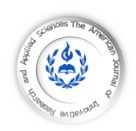 The American Journal of Innovative Research and Applied Sciences